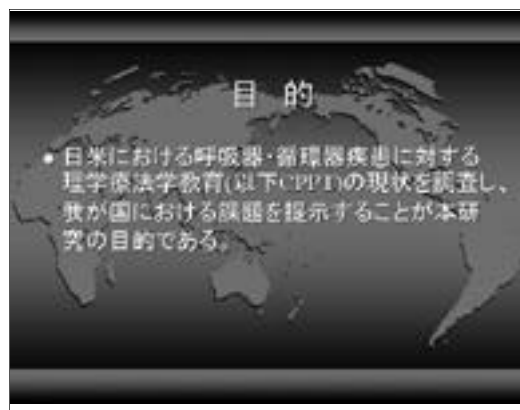 目 的
• 日米における呼吸器・循環器疾患に対する
理学療法学教育(以下CPPT)の現状を調査し、
我が国における課題を提示することが本研
究の目的である。